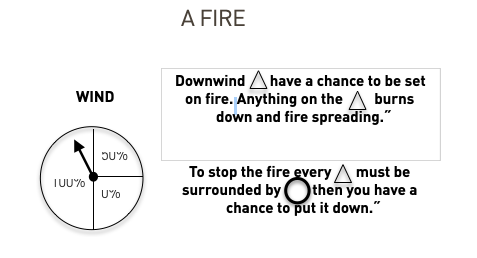 A FIRE
Downwind have a chance to be set
on fire. Anything on the burns
down and fire spreading.˝
WIND
50%
100%
0%
To stop the fire every must be
surrounded by then you have a
chance to put it down.˝